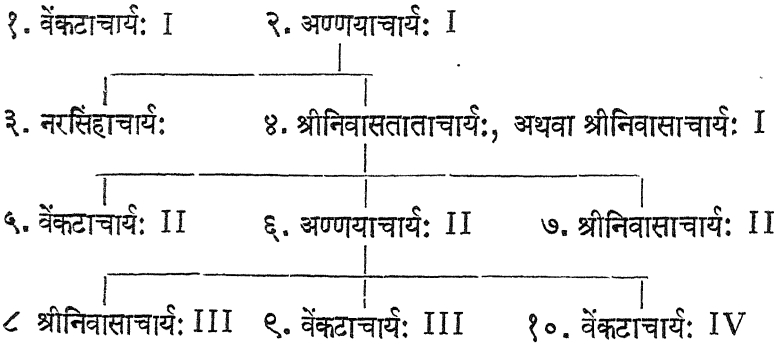 १. वेंकटाचार्य: I २. अण्णयाचार्य: I
३. नरसिंहाचार्य: ४. श्रीनिवासताताचार्य:, अथवा श्रीनिवासाचार्य: I
५. वेंकटाचार्य: II ६. अण्णयाचार्य: II ७. श्रीनिवासाचार्य: II
८ श्रीनिवासाचार्य: III ९. वेंकटाचार्य: III १०. वेंकटाचार्य: IV